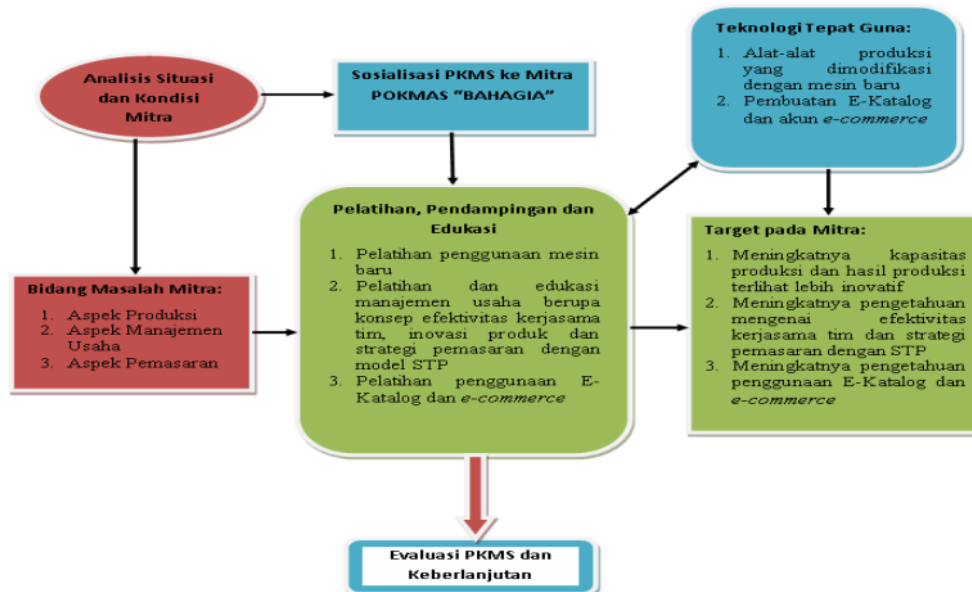 Analisis Situasi
dan Kondisi
Mitra
Sosialisasi PKMS ke Mitra
POKMAS “BAHAGIA”
Teknologi Tepat Guna:
1. Alat-alat produksi
yang dimodifikasi
dengan mesin baru
2. Pembuatan E-Katalog
dan akun e-commerce
Bidang Masalah Mitra:
1. Aspek Produksi
2. Aspek Manajemen
Usaha
3. Aspek Pemasaran
Pelatihan, Pendampingan dan
Edukasi
1. Pelatihan penggunaan mesin
baru
2. Pelatihan dan edukasi
manajemen usaha berupa
konsep efektivitas kerjasama
tim, inovasi produk dan
strategi pemasaran dengan
model STP
3. Pelatihan penggunaan E-
Katalog dan e-commerce
Target pada Mitra:
1. Meningkatnya kapasitas
produksi dan hasil produksi
terlihat lebih inovatif
2. Meningkatnya pengetahuan
mengenai efektivitas
kerjasama tim dan strategi
pemasaran dengan STP
3. Meningkatnya pengetahuan
penggunaan E-Katalog dan
e-commerce
Evaluasi PKMS dan
Keberlanjutan